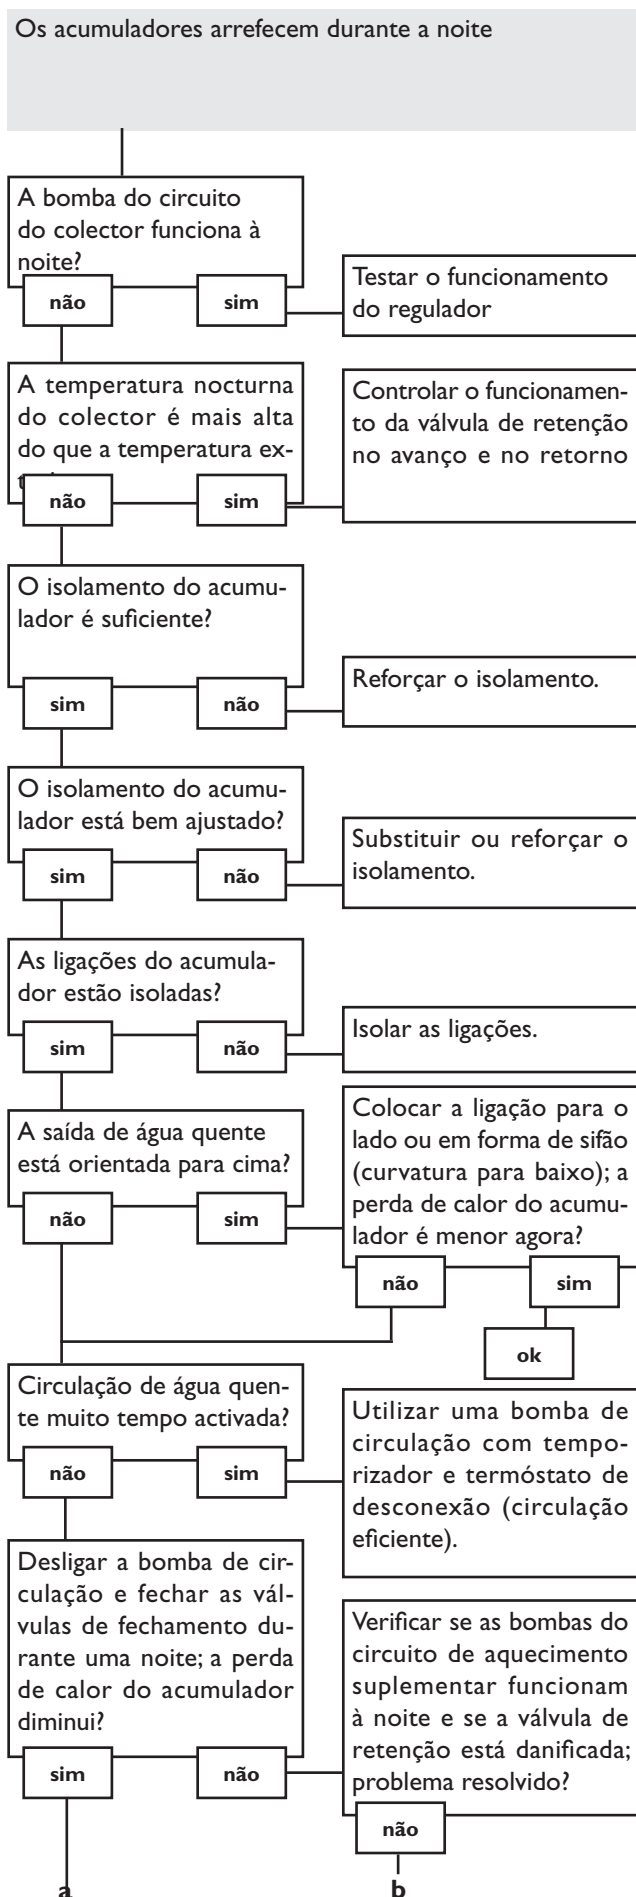 Os acumuladores arrefecem durante a noite
A bomba do circuito
do colector funciona à
noite?
não
sim
Testar o funcionamento
do regulador
A temperatura nocturna
do colector é mais alta
do que a temperatura ex-
não
sim
Controlar o funcionamen-
to da válvula de retenção
no avanço e no retorno
O isolamento do acumu-
lador é suficiente?
sim
não
Reforçar o isolamento.
O isolamento do acumu-
lador está bem ajustado?
sim
não
Substituir ou reforçar o
isolamento.
As ligações do acumula-
dor estão isoladas?
sim
não
Isolar as ligações.
A saída de água quente
está orientada para cima?
não
sim
Colocar a ligação para o
lado ou em forma de sifão
(curvatura para baixo); a
perda de calor do acumu-
lador é menor agora?
não
sim
ok
Circulação de água quen-
te muito tempo activada?
não
sim
Utilizar uma bomba de
circulação com tempo-
rizador e termóstato de
desconexão (circulação
eficiente).
Desligar a bomba de cir-
culação e fechar as vál-
vulas de fechamento du-
rante uma noite; a perda
de calor do acumulador
diminui?
sim
não
Verificar se as bombas do
circuito de aquecimento
suplementar funcionam
à noite e se a válvula de
retenção está danificada;
problema resolvido?
não
a
b